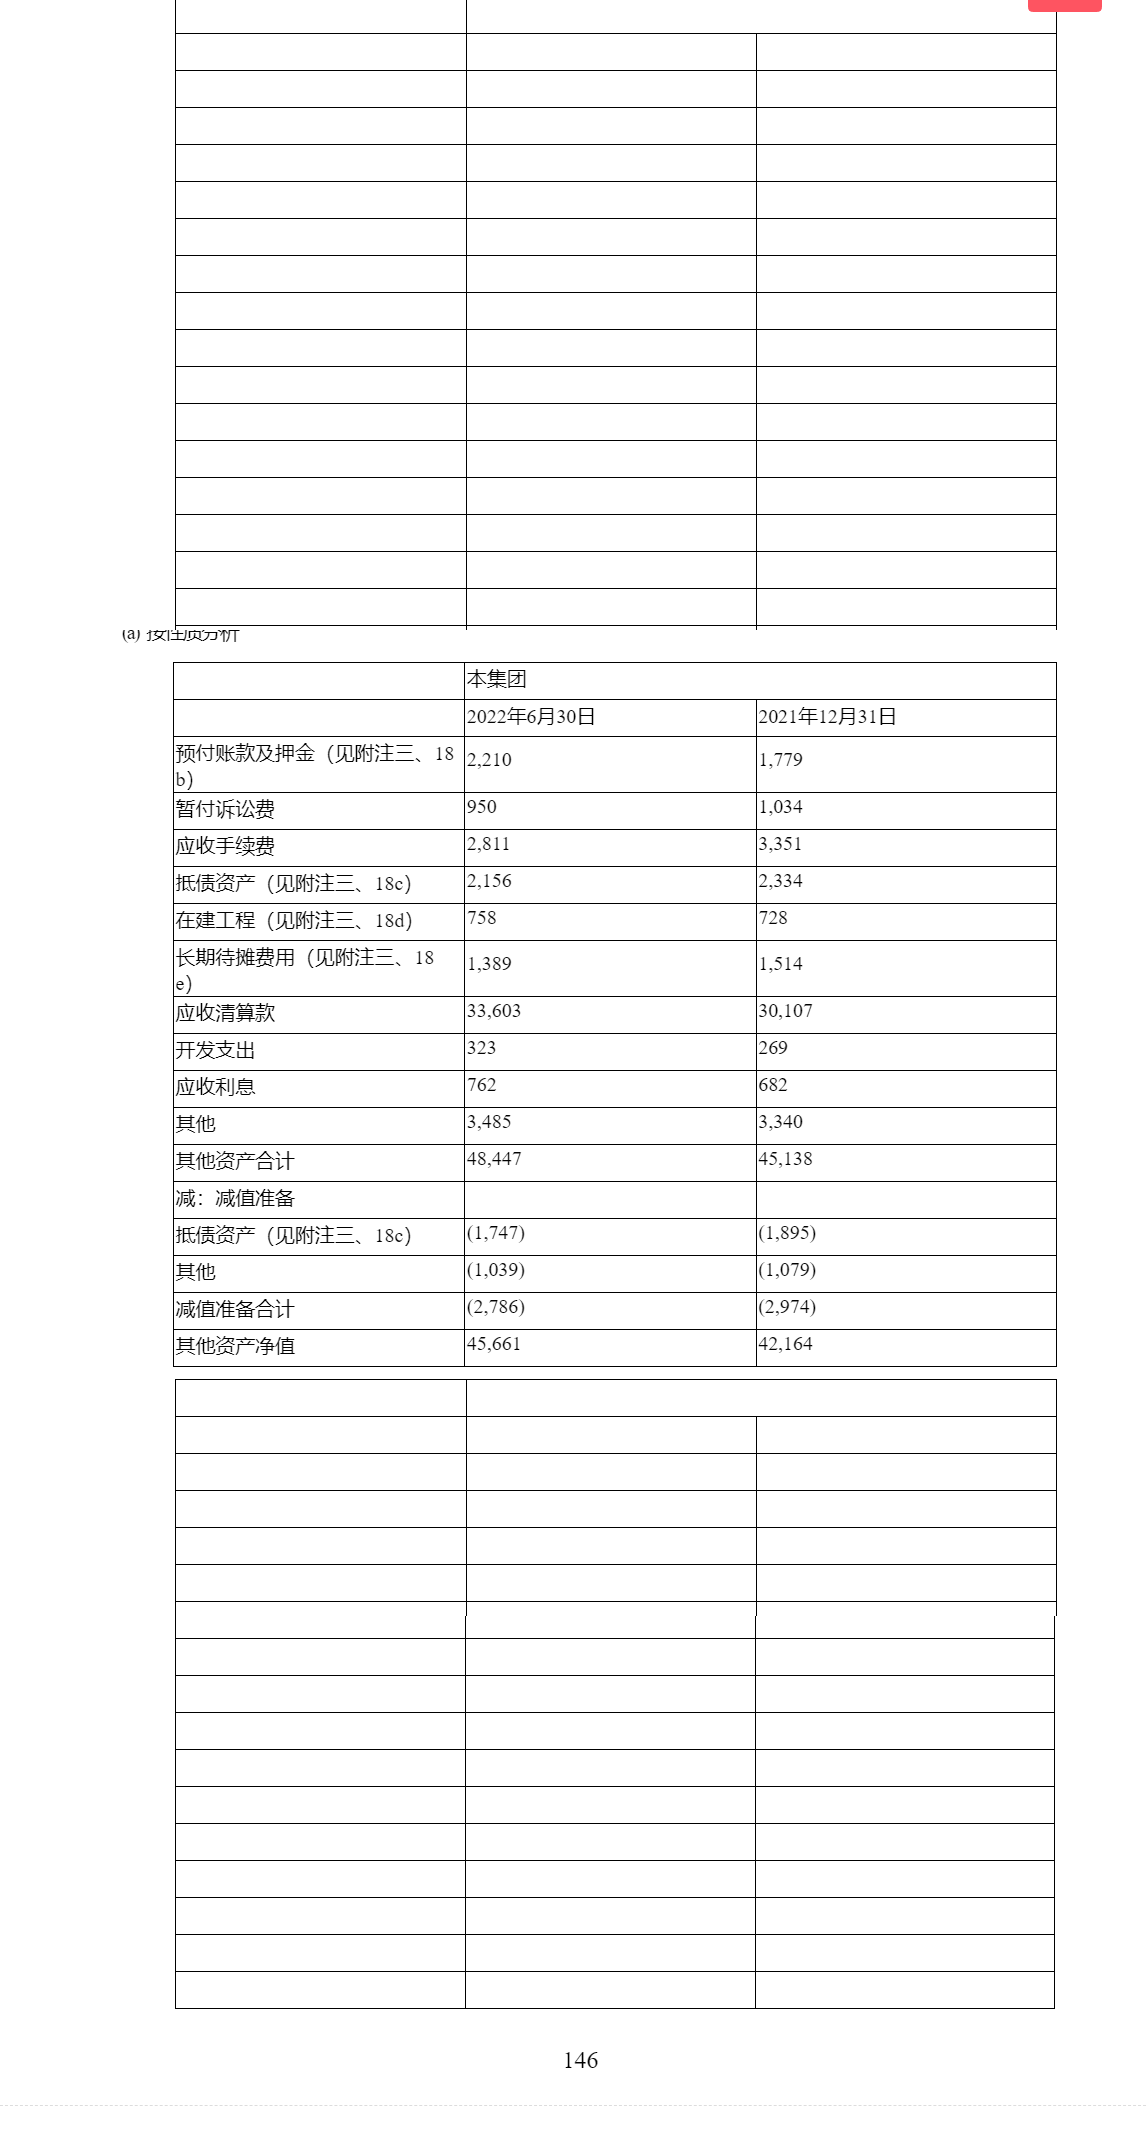 (a) 按性质分析
本集团
2022年6月30日 2021年12月31日
预付账款及押金（见附注三、18
b） 2,210 1,779
暂付诉讼费 950 1,034
应收手续费 2,811 3,351
抵债资产（见附注三、18c） 2,156 2,334
在建工程（见附注三、18d） 758 728
长期待摊费用（见附注三、18
e） 1,389 1,514
应收清算款 33,603 30,107
开发支出 323 269
应收利息 762 682
其他 3,485 3,340
其他资产合计 48,447 45,138
减：减值准备
抵债资产（见附注三、18c） (1,747) (1,895)
其他 (1,039) (1,079)
减值准备合计 (2,786) (2,974)
其他资产净值 45,661 42,164
146